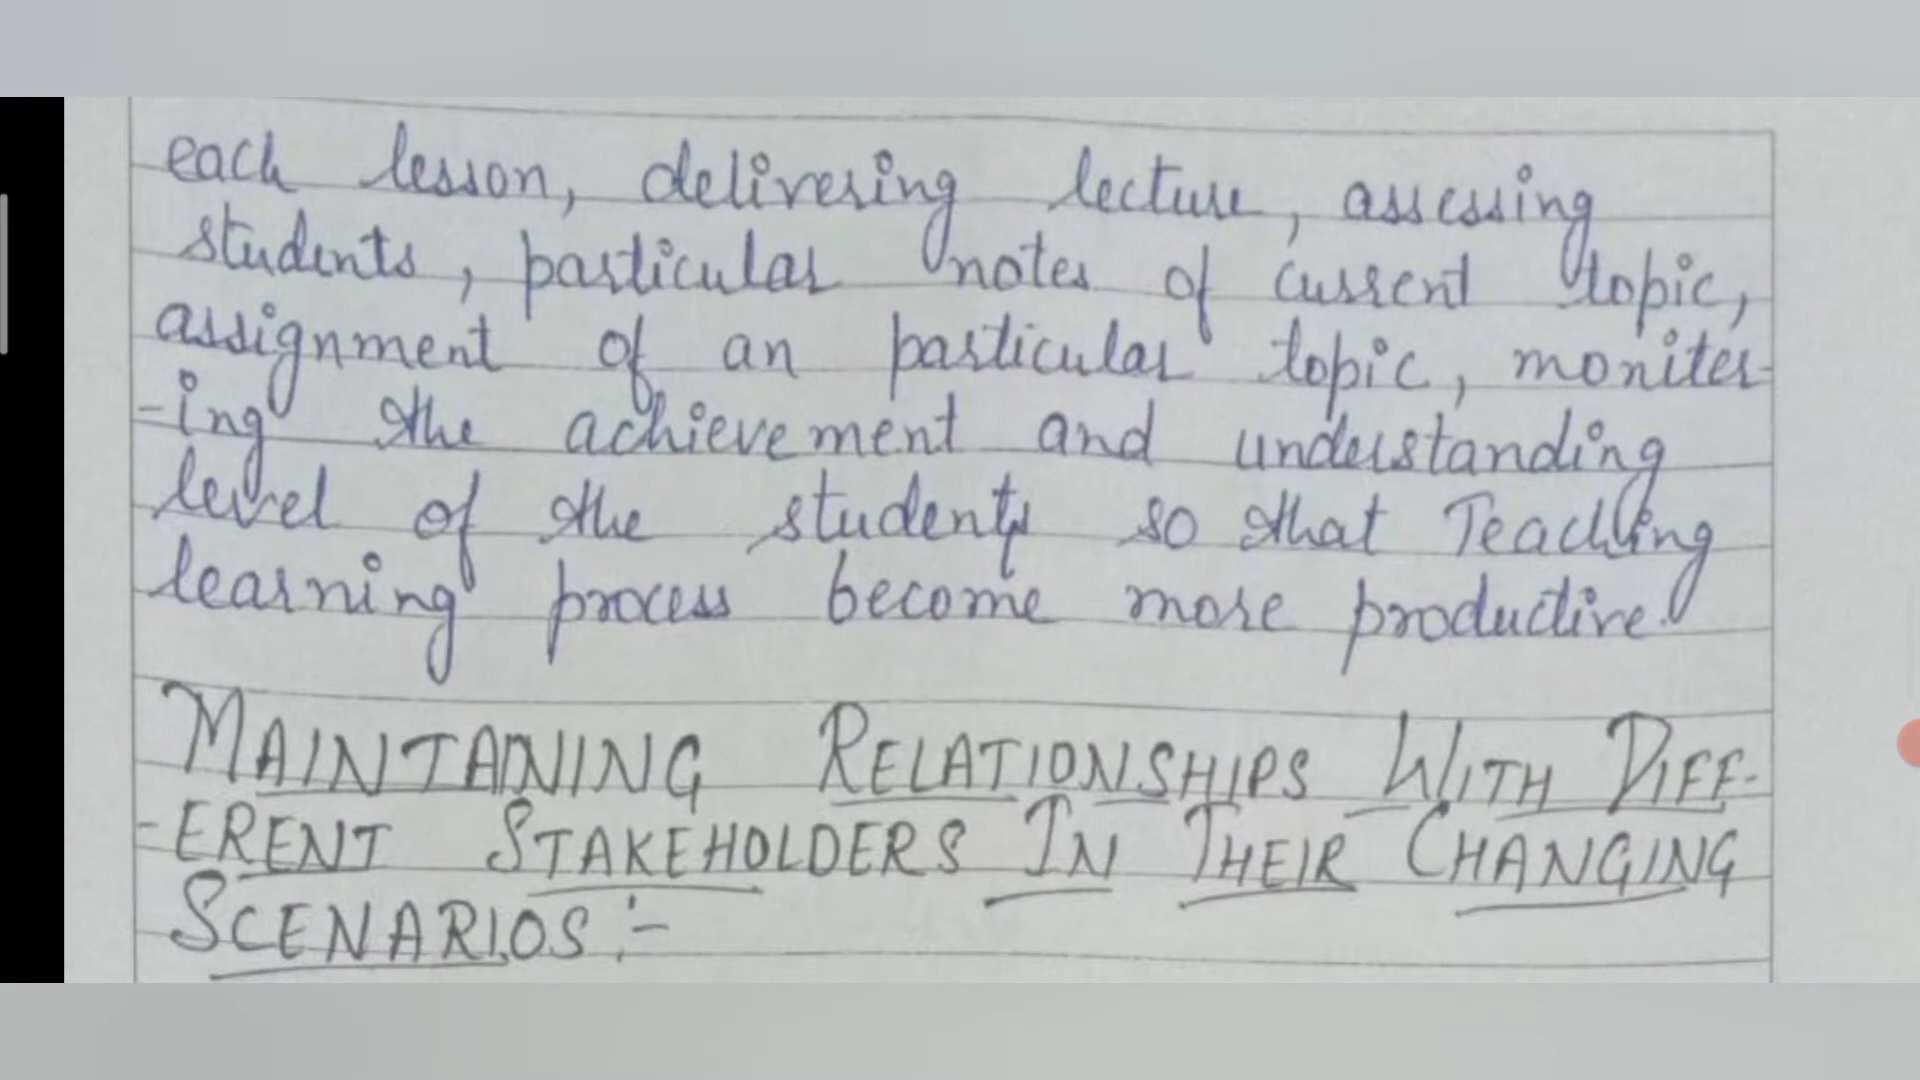 each lesson, delivering lecture, assessing
students, particular notes of current topic,
assignment of an particular topic, moniter-
-ing the achievement and understanding
level of the students so that Teaching
learning process become more productive.
MAINTAINING RELATIONSHIPS WITH DIFF-
-ERENT STAKEHOLDERS IN THEIR CHANGING
SCENARIOS :-